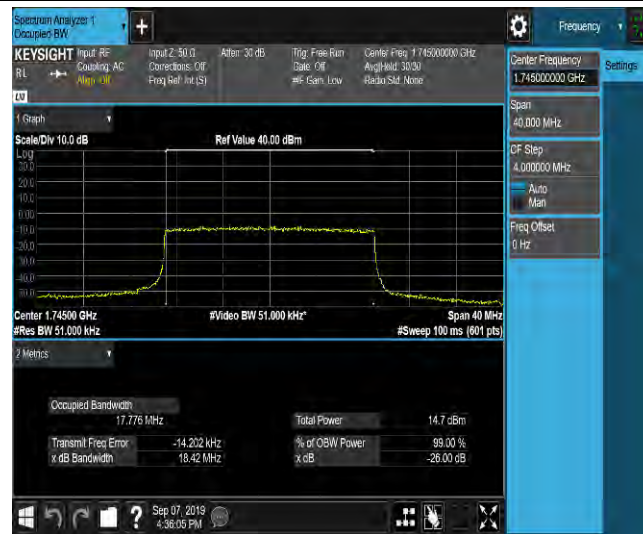 Spectrum Analyzer 1
Occupied BW
+
Frequency
KEYSIGHT Input: RF Input Z: 50 Ω Atten: 30 dB Trig: Free Run Center Freq: 1.745000000 GHz
RL Coupling: AC Corrections: Off Gate: Off Avg|Hold: 30/30
Align: Off Freq Ref: Int (S) #IF Gain: Low Radio Std: None
LXI
Center Frequency
1.745000000 GHz
Settings
Span
40.000 MHz
CF Step
4.000000 MHz
Auto
Man
Freq Offset
0 Hz
1 Graph
Scale/Div 10.0 dB Ref Value 40.00 dBm
Log
30.0
20.0
10.0
0.00
-10.0
-20.0
-30.0
-40.0
-50.0
Center 1.74500 GHz #Video BW 51.000 kHz* Span 40 MHz
#Res BW 51.000 kHz #Sweep 100 ms (601 pts)
2 Metrics
Occupied Bandwidth
17.776 MHz Total Power 14.7 dBm
Transmit Freq Error -14.202 kHz % of OBW Power 99.00 %
x dB Bandwidth 18.42 MHz x dB -26.00 dB
? Sep 07, 2019
4:36:05 PM